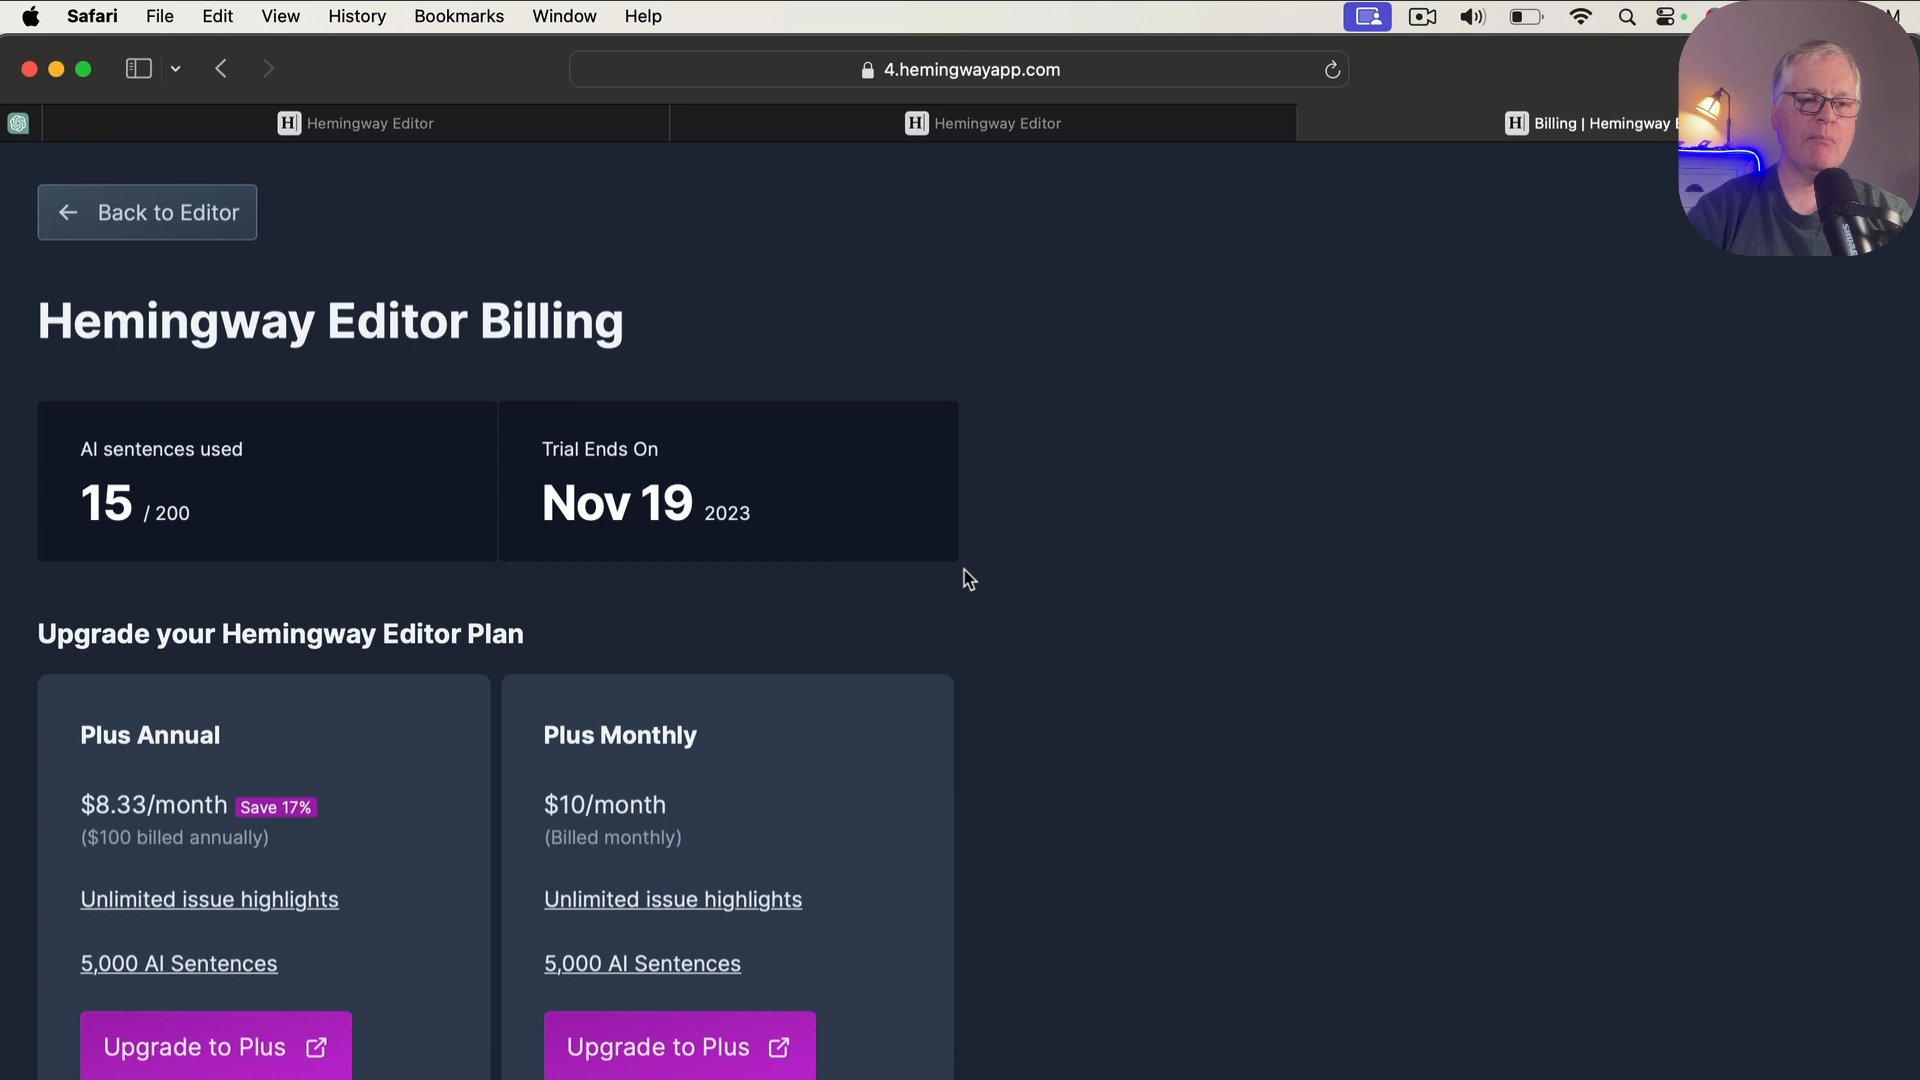 Safari File Edit View History Bookmarks Window Help
4.hemingwayapp.com
H Hemingway Editor
H Hemingway Editor
H Billing | Hemingway
Back to Editor
Hemingway Editor Billing
AI sentences used
15 / 200
Trial Ends On
Nov 19 2023
Upgrade your Hemingway Editor Plan
Plus Annual
$8.33/month Save 17%
($100 billed annually)
Unlimited issue highlights
5,000 AI Sentences
Upgrade to Plus
Plus Monthly
$10/month
(Billed monthly)
Unlimited issue highlights
5,000 AI Sentences
Upgrade to Plus
SHURE